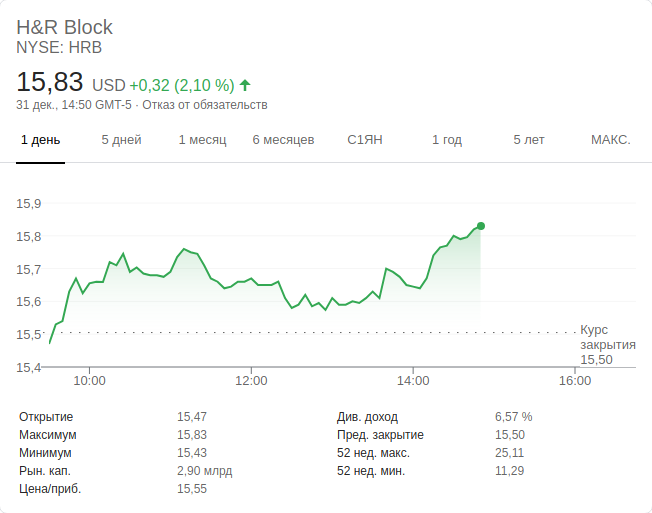 H&R Block
NYSE: HRB
15,83 USD +0,32 (2,10 %)
31 дек., 14:50 GMT-5 · Отказ от обязательств
1 день 5 дней 1 месяц 6 месяцев С1ЯН 1 год 5 лет МАКС.
15,9
15,8
15,7
15,6
15,5
15,4
Курс
закрытия
15,50
10:00 12:00 14:00 16:00
Открытие 15,47 Див. доход 6,57 %
Максимум 15,83 Пред. закрытие 15,50
Минимум 15,43 52 нед. макс. 25,11
Рын. кап. 2,90 млрд 52 нед. мин. 11,29
Цена/приб. 15,55